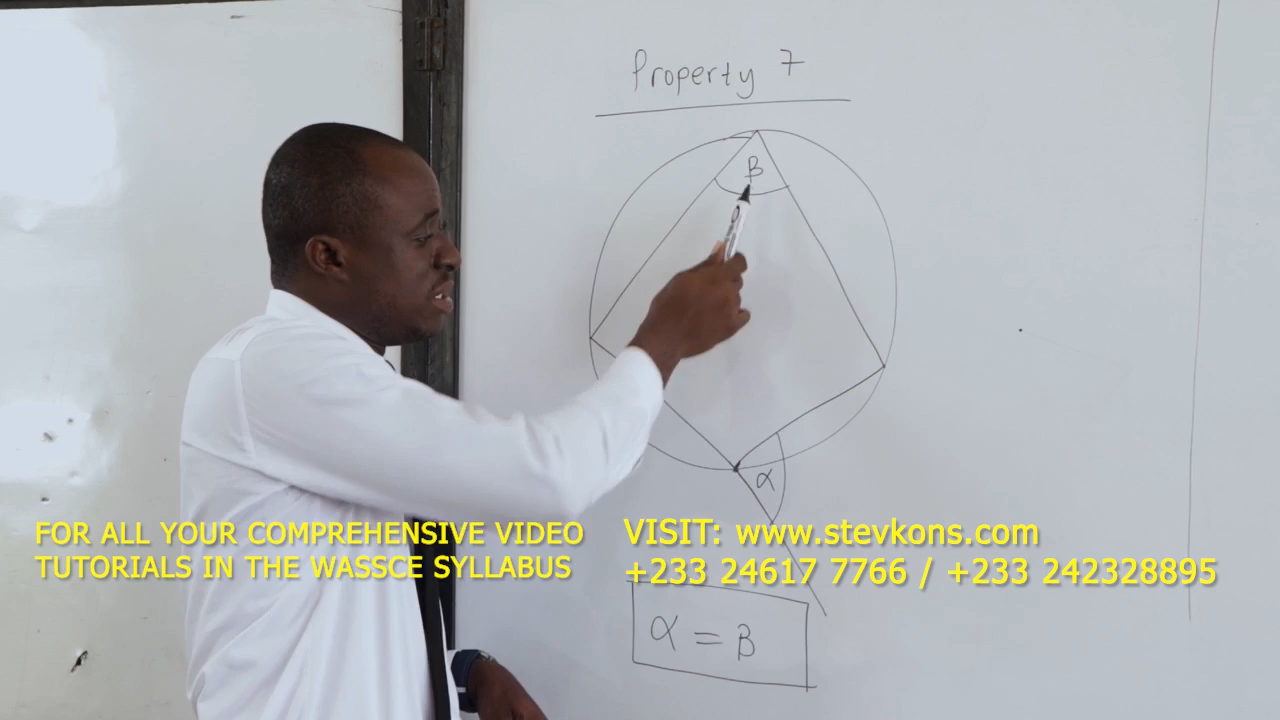 Property 7
β
α
FOR ALL YOUR COMPREHENSIVE VIDEO
TUTORIALS IN THE WASSCE SYLLABUS
VISIT: www.stevkons.com
+233 24617 7766 / +233 242328895
α = β